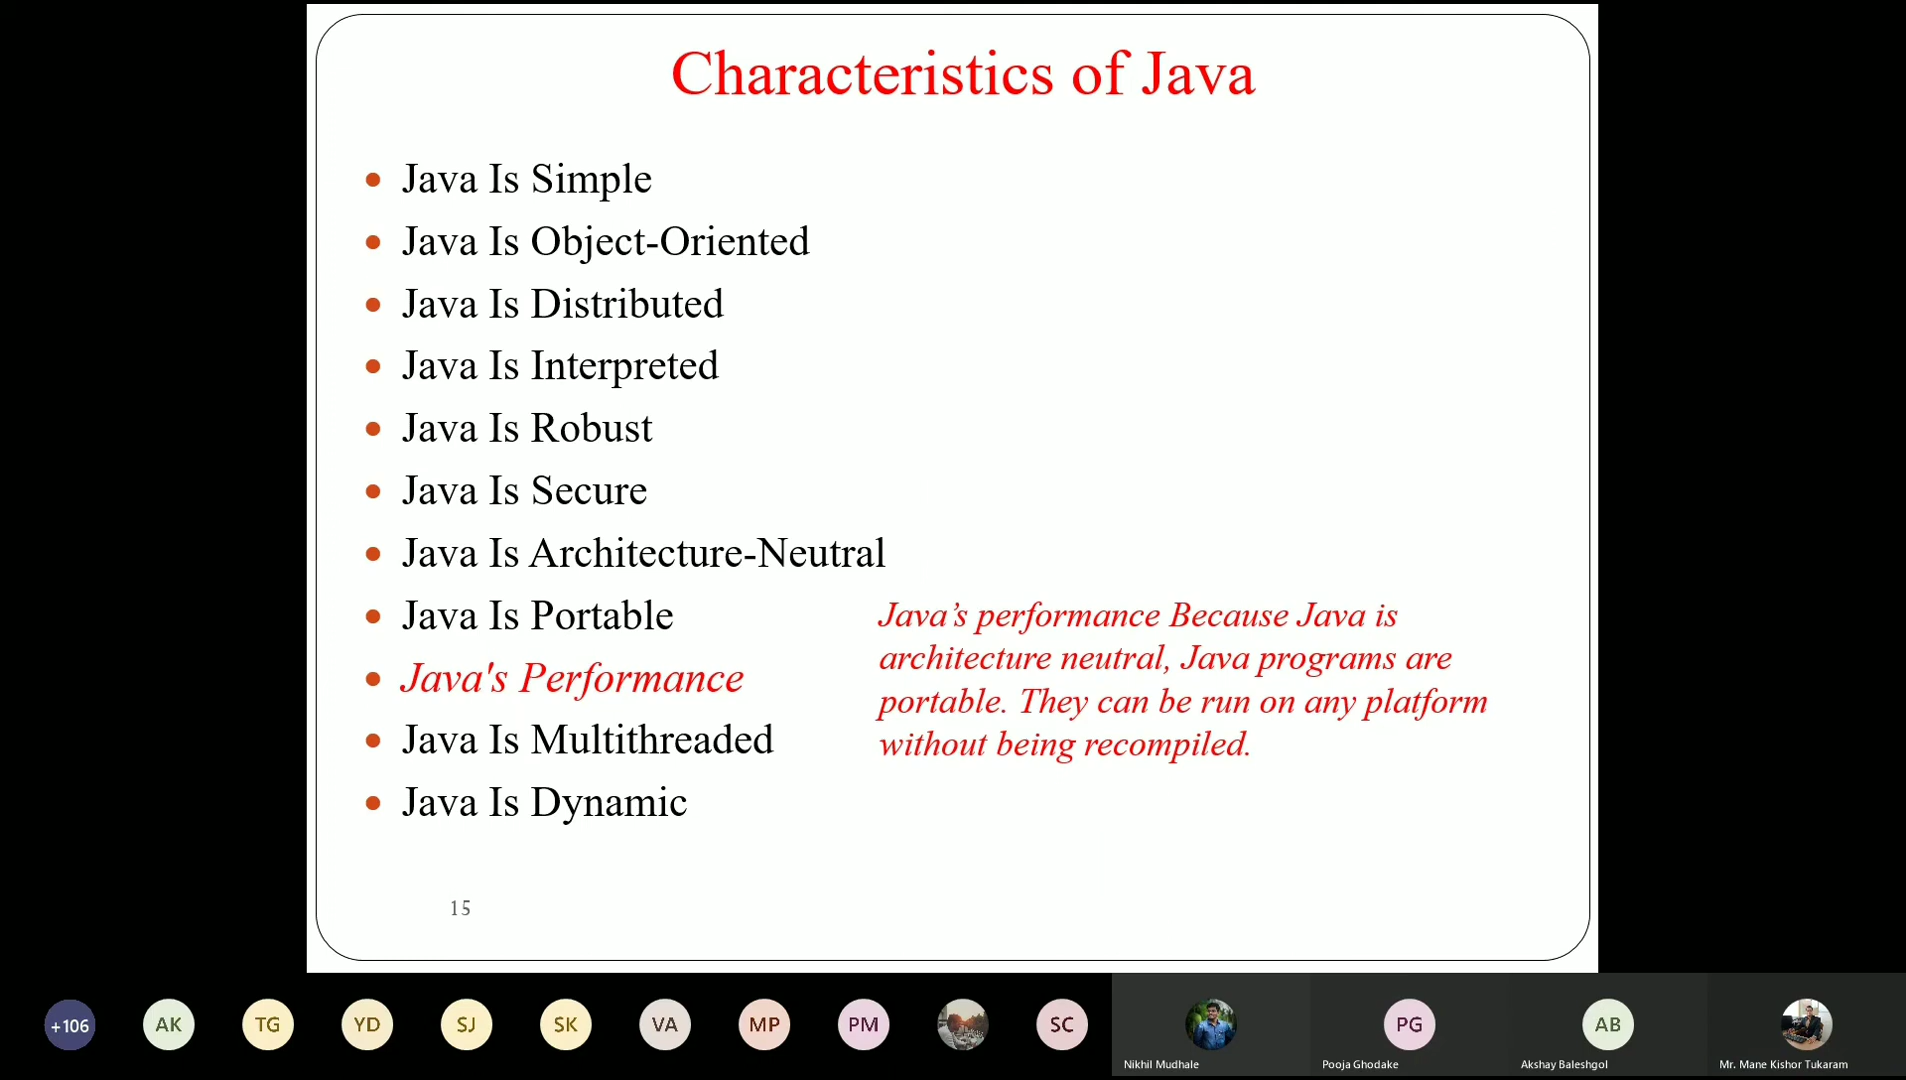 Characteristics of Java
Java Is Simple
Java Is Object-Oriented
Java Is Distributed
Java Is Interpreted
Java Is Robust
Java Is Secure
Java Is Architecture-Neutral
Java Is Portable
Java's Performance
Java Is Multithreaded
Java Is Dynamic
Java’s performance Because Java is
architecture neutral, Java programs are
portable. They can be run on any platform
without being recompiled.
15
+106 AK TG YD SJ SK VA MP PM SC PG AB
Nikhil Mudhale Pooja Ghodake Akshay Baleshgol Mr. Mane Kishor Tukaram